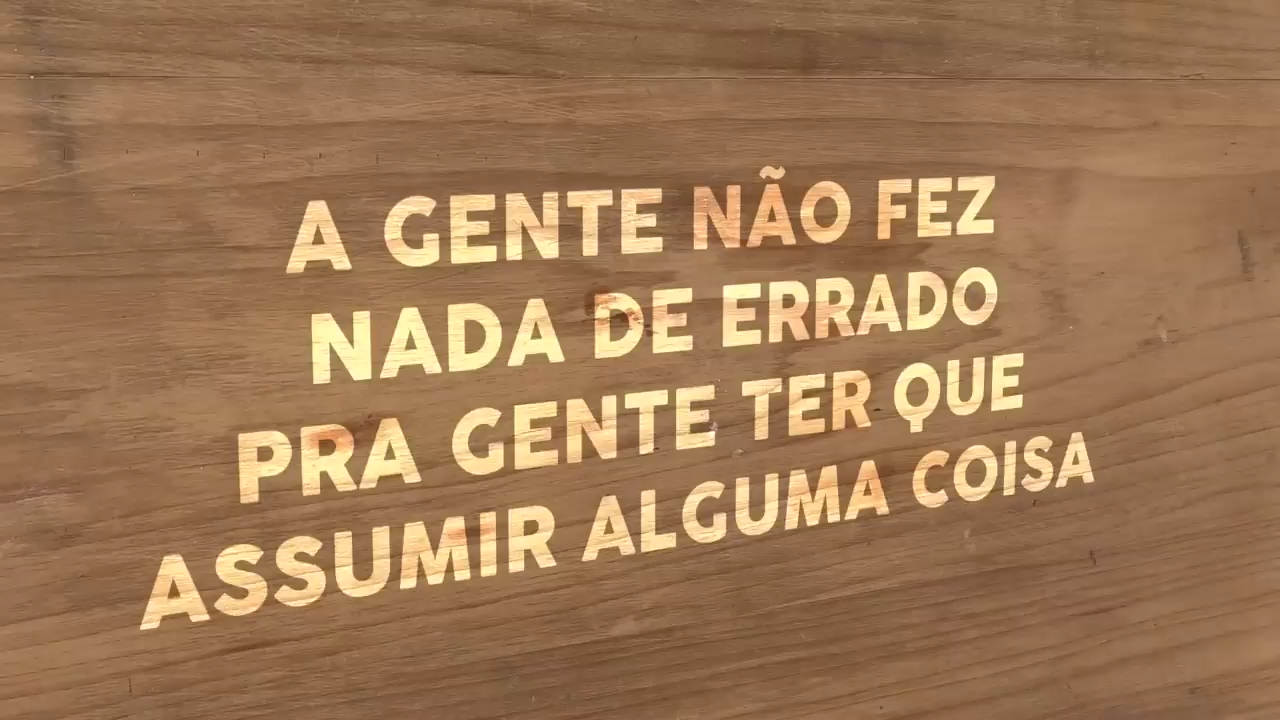 A GENTE NÃO FEZ
NADA DE ERRADO
PRA GENTE TER QUE
ASSUMIR ALGUMA COISA